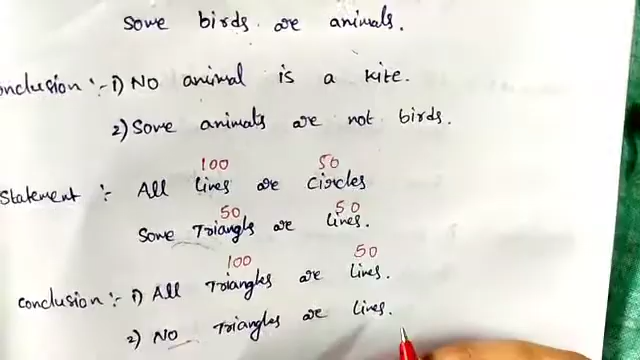 Some birds are animals.
onclusion :- 1) No animal is a kite.
2) Some animals are not birds.
100 50
Statement :- All lines are Circles
50 50
Some Triangls are lines.
100 50
conclusion :- 1) All Triangles are Lines.
2) No Triangles are lines.